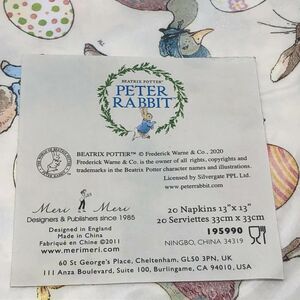 BEATRIX POTTER™
PETER
RABBIT™
BEATRIX POTTER™ © Frederick Warne & Co., 2020
Frederick Warne & Co. is the owner of all rights, copyrights and
trademarks in the Beatrix Potter character names and illustrations.
Licensed by Silvergate PPL Ltd.
www.peterrabbit.com
PETER RABBIT
Meri Meri
Designers & Publishers since 1985
Designed in England
Made in China
Fabriqué en Chine ©2011
www.merimeri.com
20 Napkins 13" x 13"
20 Serviettes 33cm x 33cm
195990
NINGBO, CHINA 34319
60 St George's Place, Cheltenham, GL50 3PN, UK
111 Anza Boulevard, Suite 100, Burlingame, CA 94010, USA